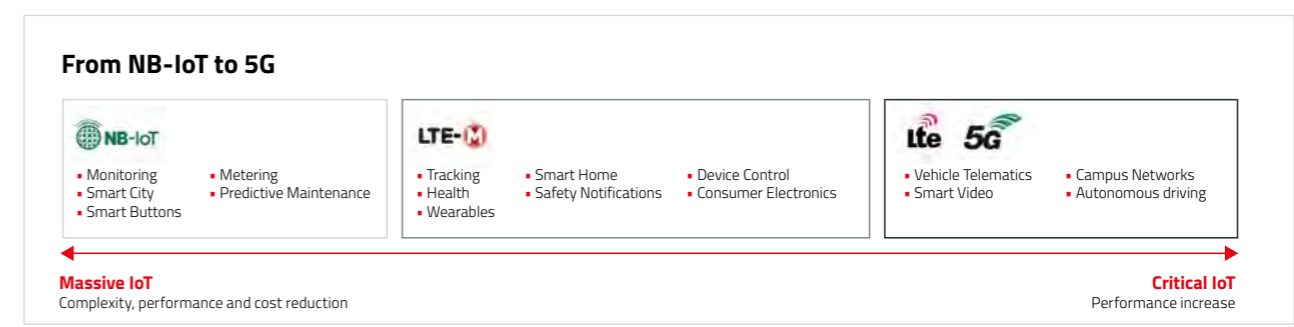 From NB-IoT to 5G
NB-IoT
▪ Monitoring
▪ Smart City
▪ Smart Buttons
▪ Metering
▪ Predictive Maintenance
LTE-M
▪ Tracking
▪ Health
▪ Wearables
▪ Smart Home
▪ Safety Notifications
▪ Device Control
▪ Consumer Electronics
lte 5G
▪ Vehicle Telematics
▪ Smart Video
▪ Campus Networks
▪ Autonomous driving
Massive IoT
Complexity, performance and cost reduction
Critical IoT
Performance increase